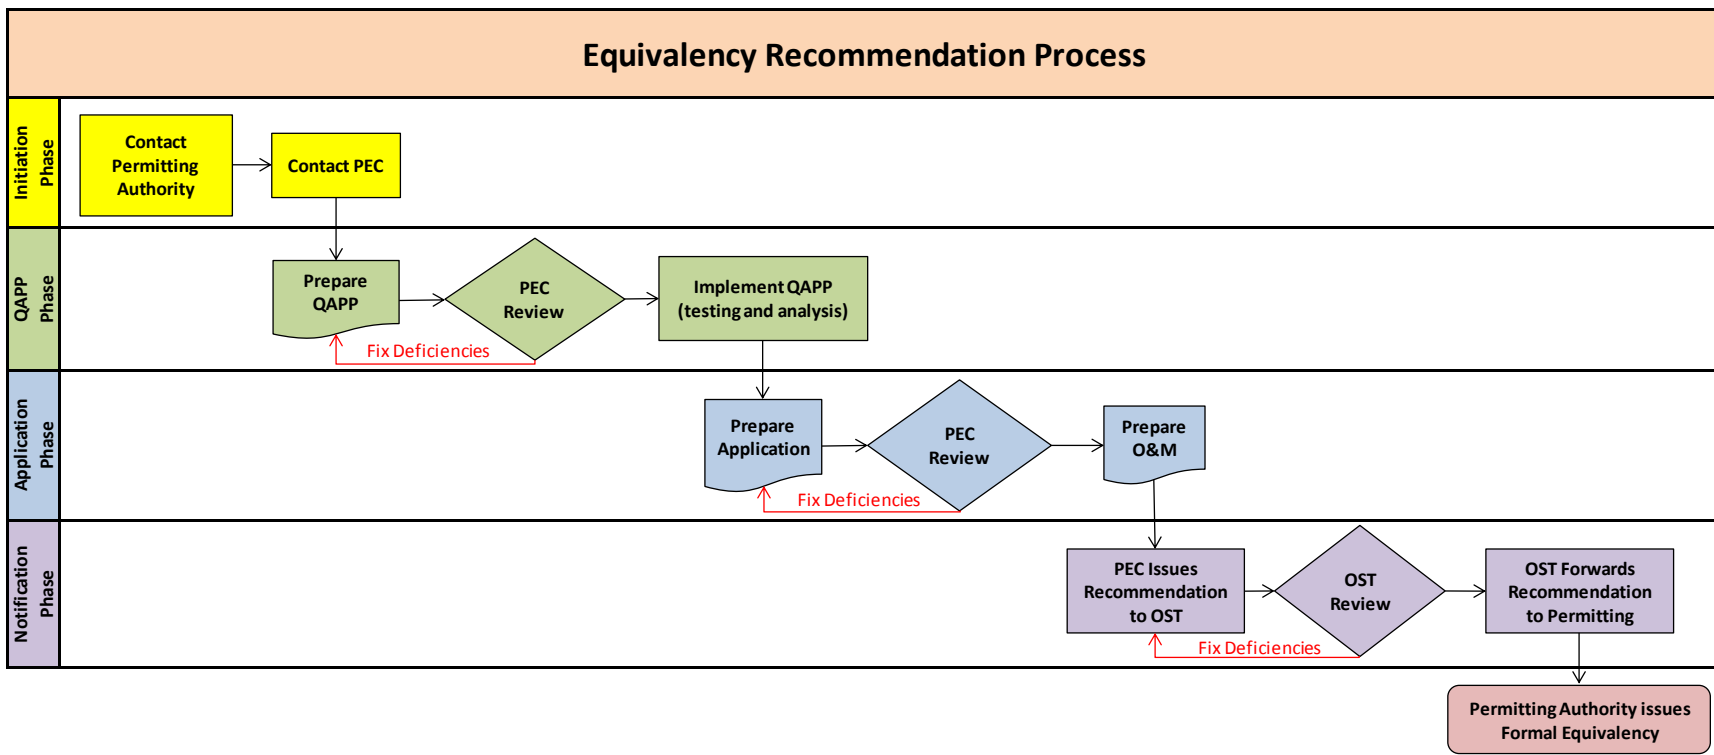 Equivalency Recommendation Process
Initiation
Phase
Contact
Permitting
Authority
Contact PEC
QAPP
Phase
Prepare
QAPP
PEC
Review
Implement QAPP
(testing and analysis)
Fix Deficiencies
Application
Phase
Prepare
Application
PEC
Review
Prepare
O&M
Fix Deficiencies
Notification
Phase
PEC Issues
Recommendation
to OST
OST
Review
OST Forwards
Recommendation
to Permitting
Fix Deficiencies
Permitting Authority issues
Formal Equivalency